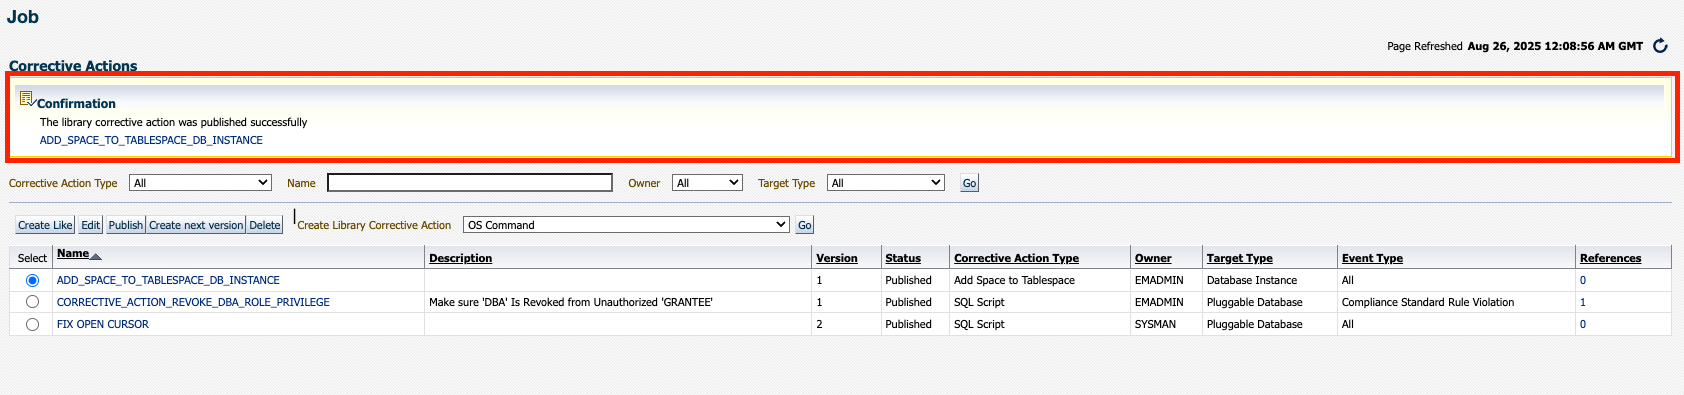 Job
Page Refreshed Aug 26, 2025 12:08:56 AM GMT
Corrective Actions
Confirmation
The library corrective action was published successfully
ADD_SPACE_TO_TABLESPACE_DB_INSTANCE
Corrective Action Type All Name Owner All Target Type All Go
Create Like Edit Publish Create next version Delete Create Library Corrective Action OS Command Go
Select Name Description Version Status Corrective Action Type Owner Target Type Event Type References
ADD_SPACE_TO_TABLESPACE_DB_INSTANCE 1 Published Add Space to Tablespace EMADMIN Database Instance All 0
CORRECTIVE_ACTION_REVOKE_DBA_ROLE_PRIVILEGE Make sure 'DBA' Is Revoked from Unauthorized 'GRANTEE' 1 Published SQL Script EMADMIN Pluggable Database Compliance Standard Rule Violation 1
FIX OPEN CURSOR 2 Published SQL Script SYSMAN Pluggable Database All 0